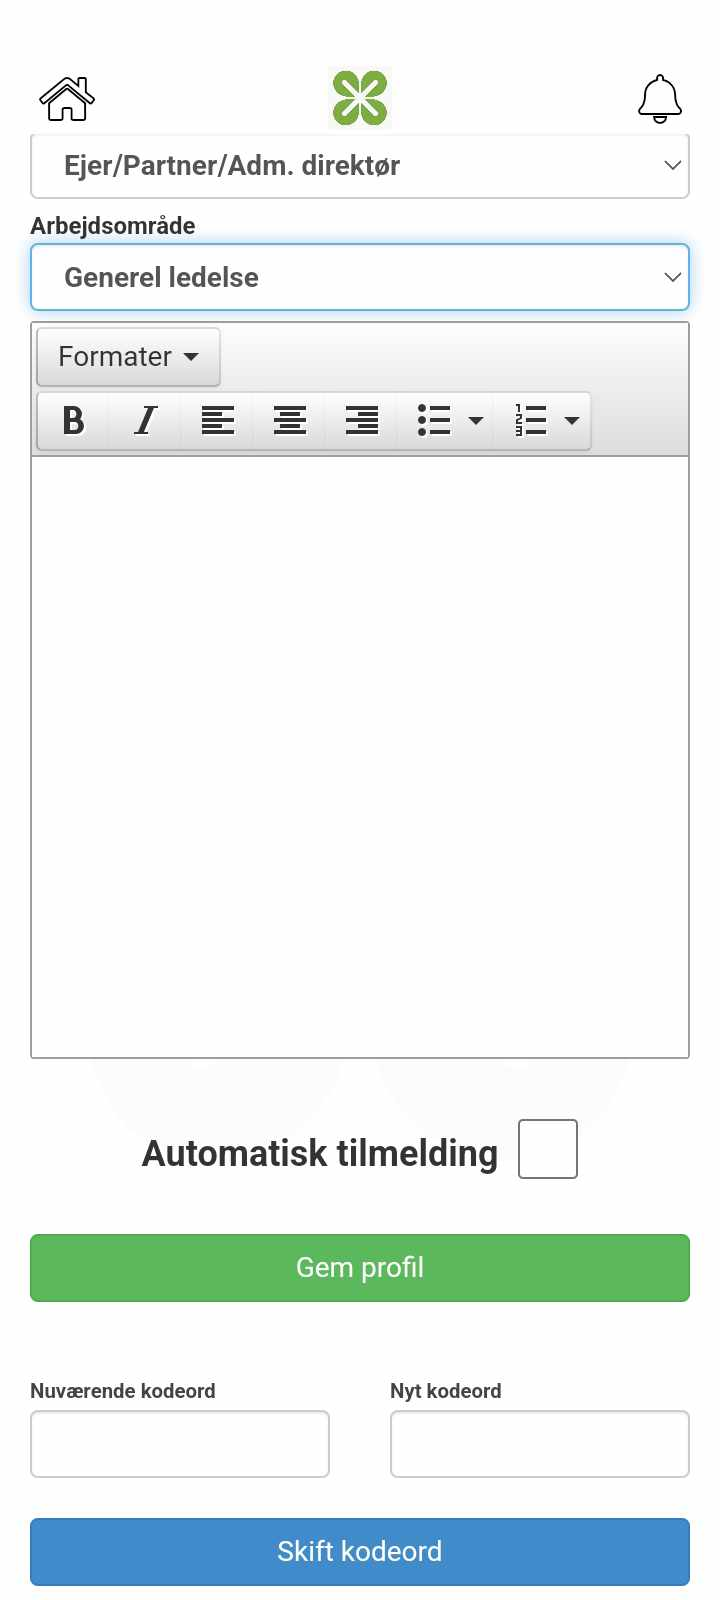 Ejer/Partner/Adm. direktør
Arbejdsområde
Generel ledelse
Formater
B I
Automatisk tilmelding
Gem profil
Nuværende kodeord Nyt kodeord
Skift kodeord